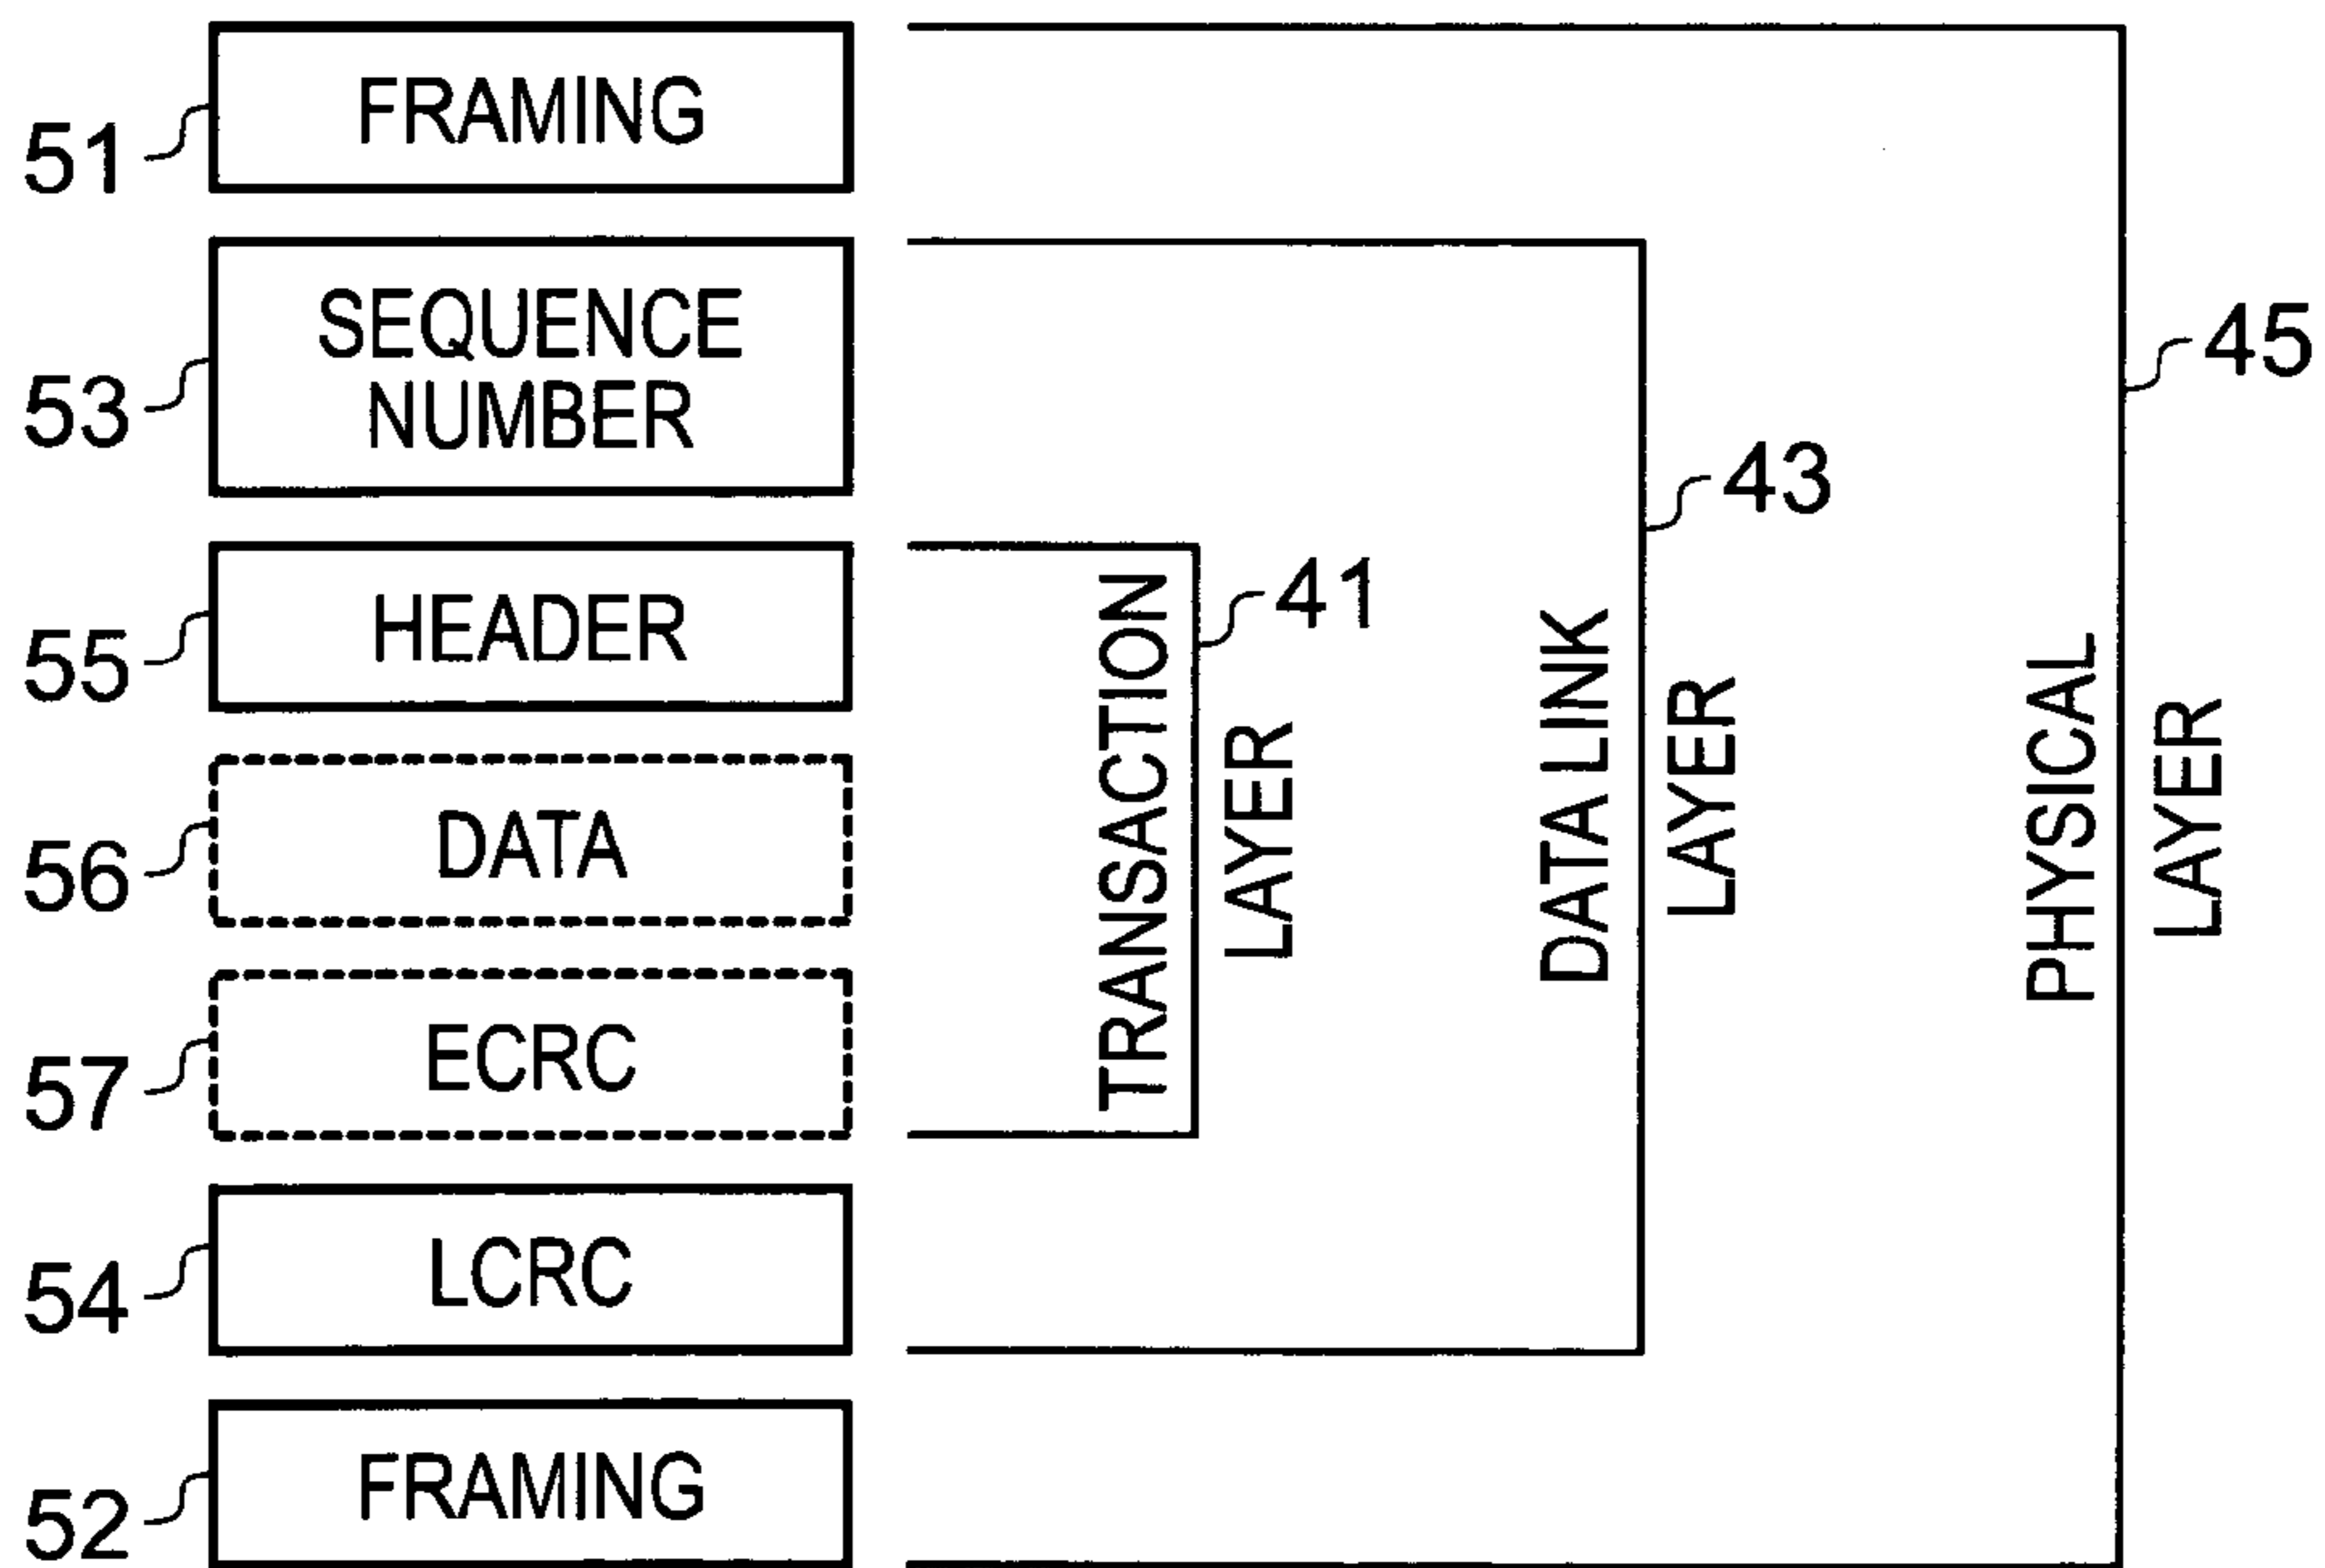 51
FRAMING
53
SEQUENCE
NUMBER
55
HEADER
56
DATA
57
ECRC
54
LCRC
52
FRAMING
TRANSACTION
LAYER
41
DATA LINK
LAYER
43
PHYSICAL
LAYER
45